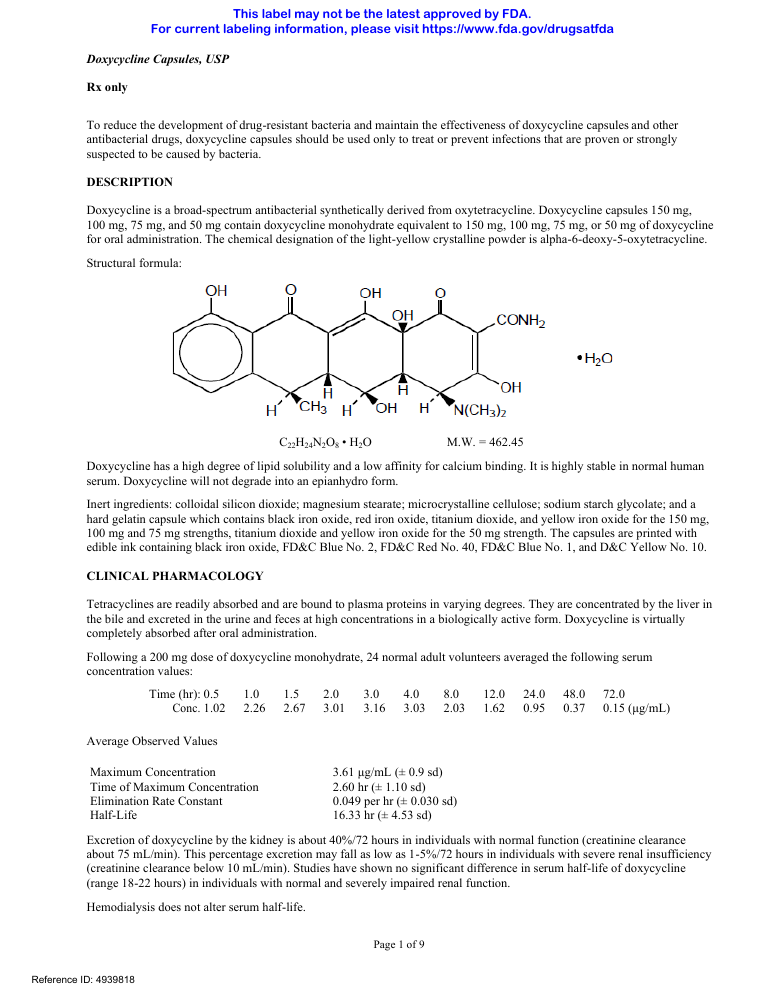 This label may not be the latest approved by FDA.
For current labeling information, please visit https://www.fda.gov/drugsatfda
Doxycycline Capsules, USP
Rx only
To reduce the development of drug-resistant bacteria and maintain the effectiveness of doxycycline capsules and other
antibacterial drugs, doxycycline capsules should be used only to treat or prevent infections that are proven or strongly
suspected to be caused by bacteria.
DESCRIPTION
Doxycycline is a broad-spectrum antibacterial synthetically derived from oxytetracycline. Doxycycline capsules 150 mg,
100 mg, 75 mg, and 50 mg contain doxycycline monohydrate equivalent to 150 mg, 100 mg, 75 mg, or 50 mg of doxycycline
for oral administration. The chemical designation of the light-yellow crystalline powder is alpha-6-deoxy-5-oxytetracycline.
Structural formula:
OH O OH O
OH CONH₂
•H₂O
H H OH
H CH₃ H OH H N(CH₃)₂
C₂₂H₂₄N₂O₈ • H₂O M.W. = 462.45
Doxycycline has a high degree of lipid solubility and a low affinity for calcium binding. It is highly stable in normal human
serum. Doxycycline will not degrade into an epianhydro form.
Inert ingredients: colloidal silicon dioxide; magnesium stearate; microcrystalline cellulose; sodium starch glycolate; and a
hard gelatin capsule which contains black iron oxide, red iron oxide, titanium dioxide, and yellow iron oxide for the 150 mg,
100 mg and 75 mg strengths, titanium dioxide and yellow iron oxide for the 50 mg strength. The capsules are printed with
edible ink containing black iron oxide, FD&C Blue No. 2, FD&C Red No. 40, FD&C Blue No. 1, and D&C Yellow No. 10.
CLINICAL PHARMACOLOGY
Tetracyclines are readily absorbed and are bound to plasma proteins in varying degrees. They are concentrated by the liver in
the bile and excreted in the urine and feces at high concentrations in a biologically active form. Doxycycline is virtually
completely absorbed after oral administration.
Following a 200 mg dose of doxycycline monohydrate, 24 normal adult volunteers averaged the following serum
concentration values:
Time (hr): 0.5 1.0 1.5 2.0 3.0 4.0 8.0 12.0 24.0 48.0 72.0
Conc. 1.02 2.26 2.67 3.01 3.16 3.03 2.03 1.62 0.95 0.37 0.15 (µg/mL)
Average Observed Values
Maximum Concentration 3.61 µg/mL (± 0.9 sd)
Time of Maximum Concentration 2.60 hr (± 1.10 sd)
Elimination Rate Constant 0.049 per hr (± 0.030 sd)
Half-Life 16.33 hr (± 4.53 sd)
Excretion of doxycycline by the kidney is about 40%/72 hours in individuals with normal function (creatinine clearance
about 75 mL/min). This percentage excretion may fall as low as 1-5%/72 hours in individuals with severe renal insufficiency
(creatinine clearance below 10 mL/min). Studies have shown no significant difference in serum half-life of doxycycline
(range 18-22 hours) in individuals with normal and severely impaired renal function.
Hemodialysis does not alter serum half-life.
Page 1 of 9
Reference ID: 4939818